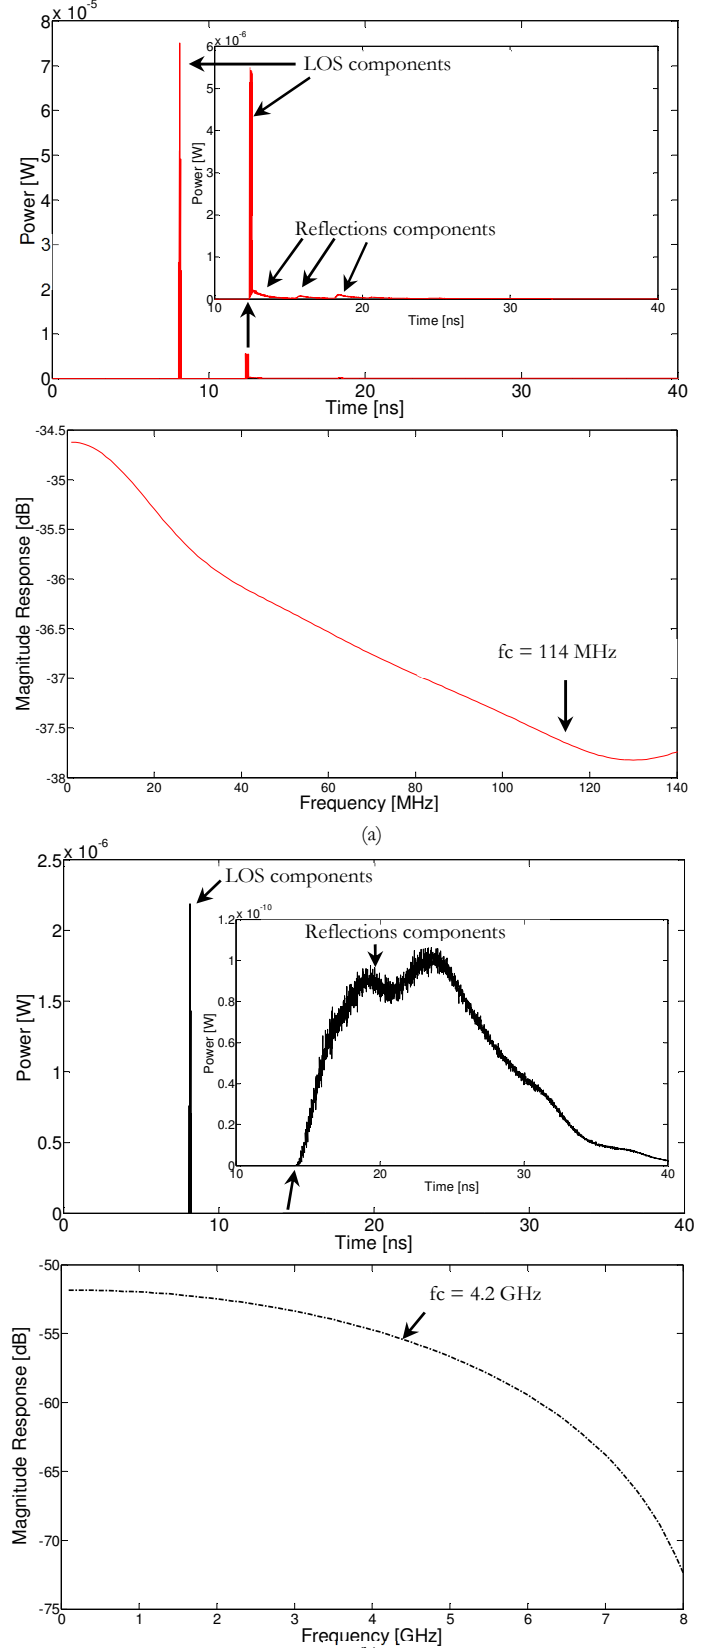 8 x 10^-5
7
6
5
4
3
2
1
0
Power [W]
0 10 20 30 40
Time [ns]
6 x 10^-6
5
4
3
2
1
0
Power [W]
LOS components
Reflections components
10 20 30 40
Time [ns]
-34.5
-35
-35.5
-36
-36.5
-37
-37.5
-38
Magnitude Response [dB]
fc = 114 MHz
0 20 40 60 80 100 120 140
Frequency [MHz]
(a)
2.5 x 10^-6
2
1.5
1
0.5
0
Power [W]
LOS components
1.2 x 10^-10
1
0.8
0.6
0.4
0.2
0
Power [W]
Reflections components
10 20 30 40
Time [ns]
0 10 20 30 40
Time [ns]
-50
-55
-60
-65
-70
-75
Magnitude Response [dB]
fc = 4.2 GHz
0 1 2 3 4 5 6 7 8
Frequency [GHz]